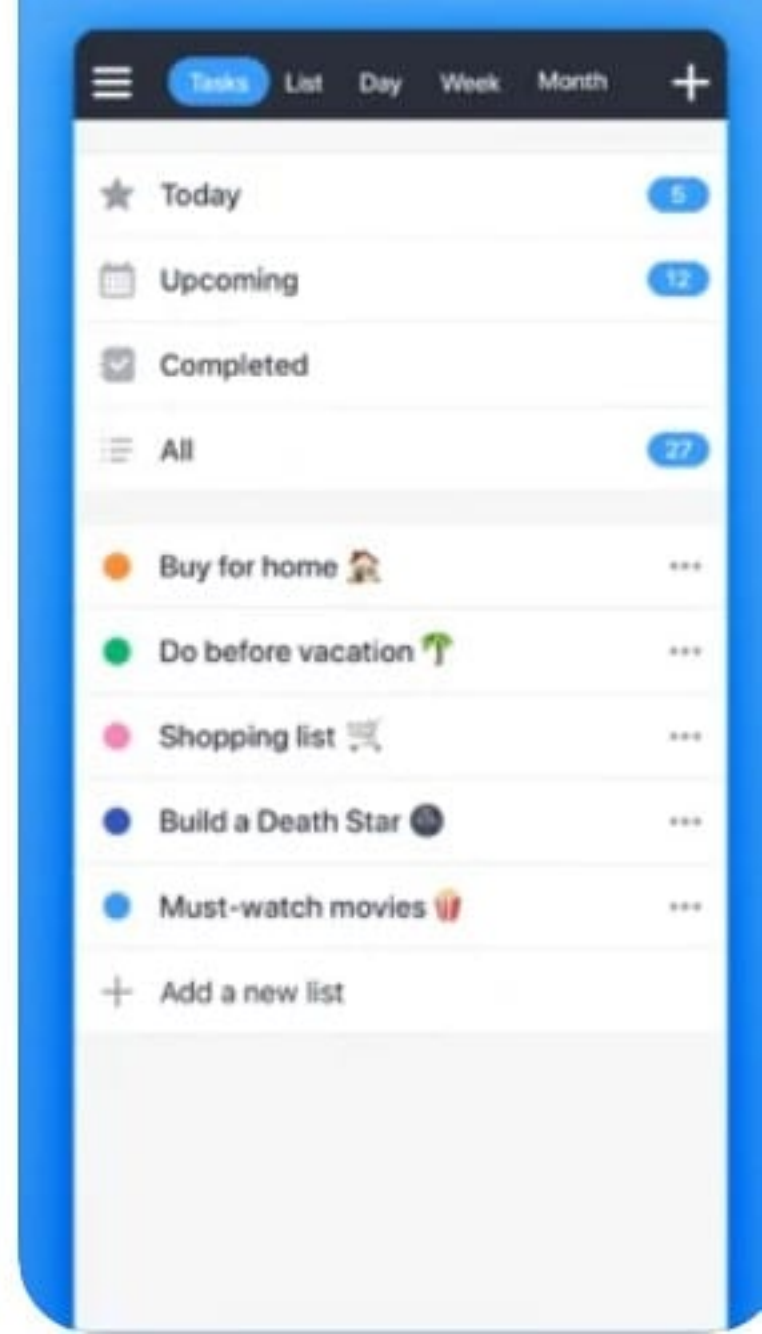 Tasks List Day Week Month
Today 5
Upcoming 12
Completed
All 27
Buy for home 🏠
Do before vacation 🌴
Shopping list 🛒
Build a Death Star 🌑
Must-watch movies 🍿
Add a new list